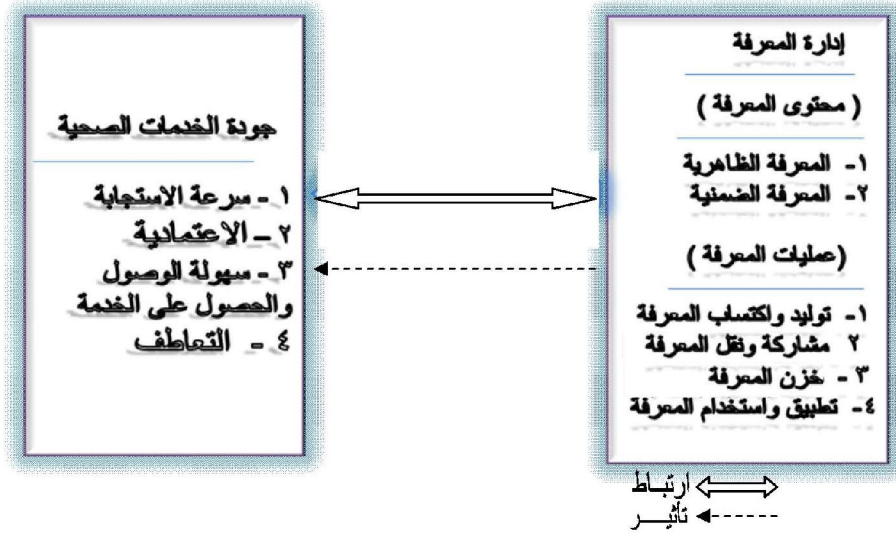 إدارة المعرفة
( محتوى المعرفة )
١- المعرفة الظاهرية
٢- المعرفة الضمنية
(عمليات المعرفة )
١- توليد واكتساب المعرفة
٢ مشاركة ونقل المعرفة
٣ - خزن المعرفة
٤- تطبيق واستخدام المعرفة
جودة الخدمات الصحية
١ - سرعة الاستجابة
٢ – الاعتمادية
٣ - سهولة الوصول
والحصول على الخدمة
٤ - التعاطف
ارتباط
تأثير